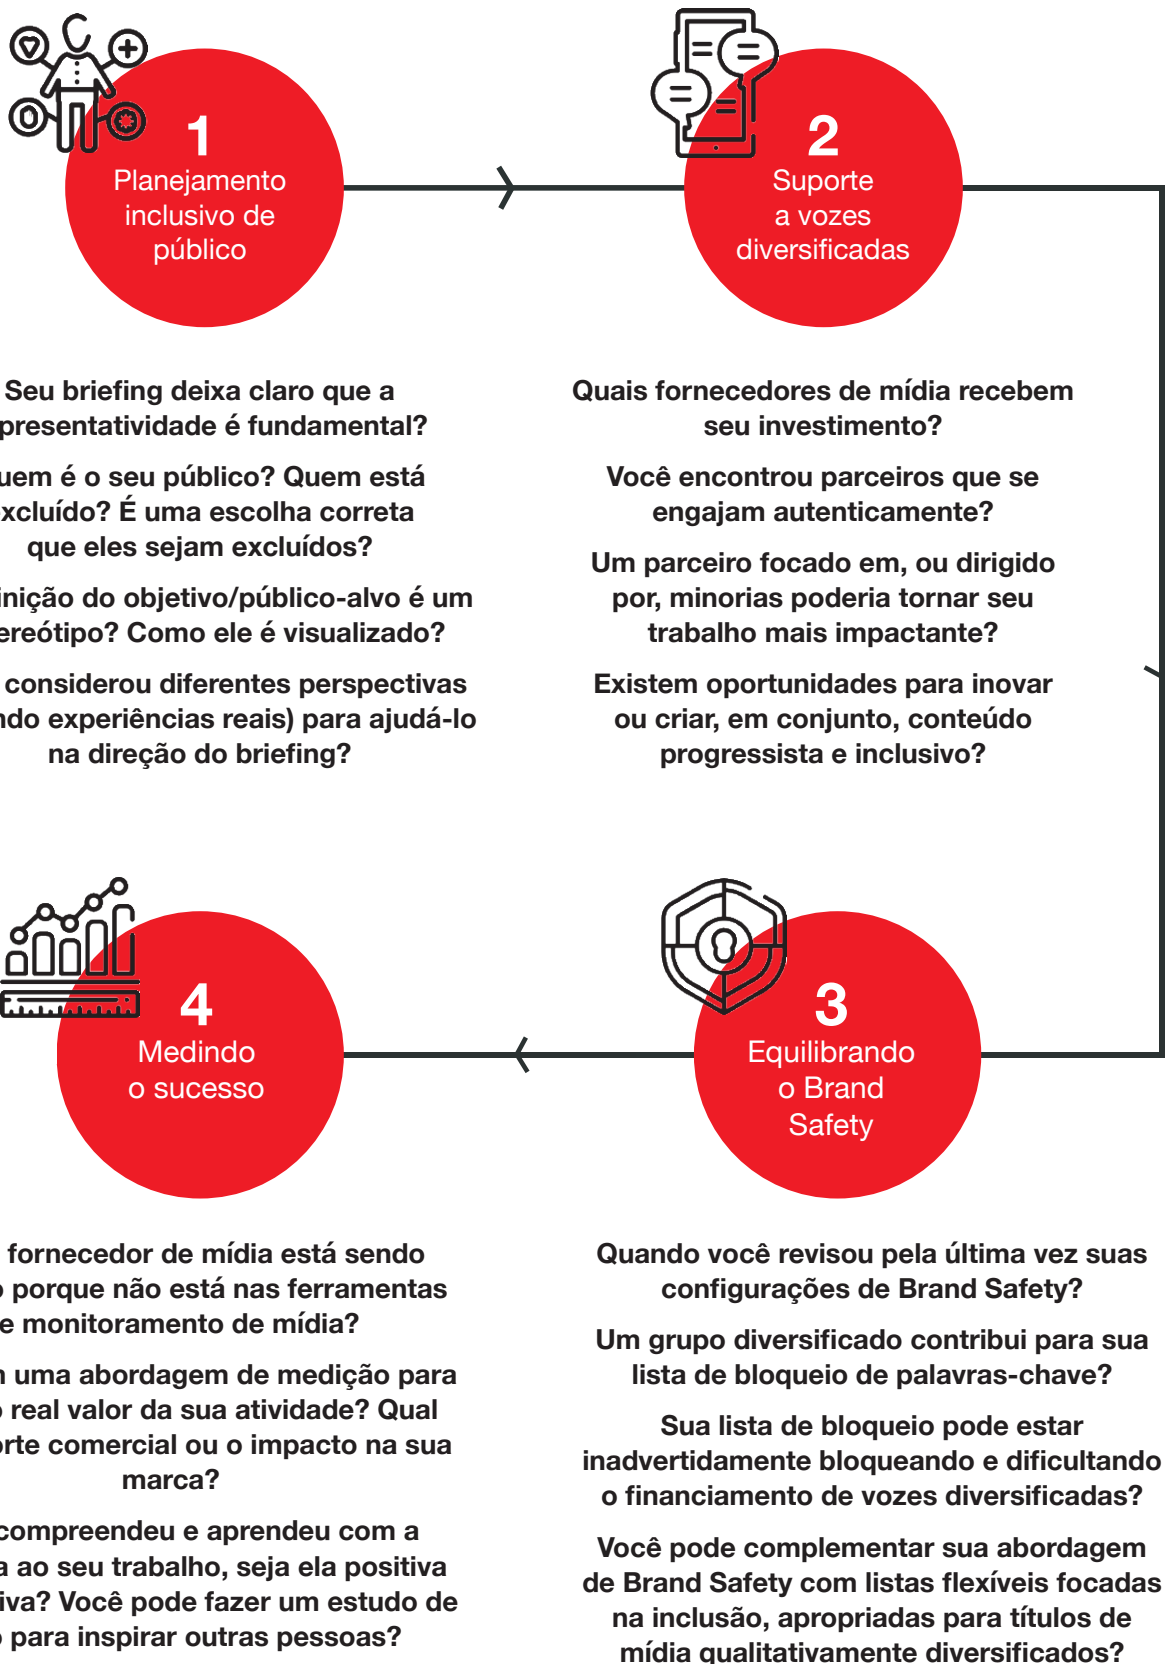 1
Planejamento
inclusivo de
público
Seu briefing deixa claro que a
presentatividade é fundamental?
uem é o seu público? Quem está
xcluído? É uma escolha correta
que eles sejam excluídos?
inição do objetivo/público-alvo é um
ereótipo? Como ele é visualizado?
considerou diferentes perspectivas
ndo experiências reais) para ajudá-lo
na direção do briefing?
2
Suporte
a vozes
diversificadas
Quais fornecedores de mídia recebem
seu investimento?
Você encontrou parceiros que se
engajam autenticamente?
Um parceiro focado em, ou dirigido
por, minorias poderia tornar seu
trabalho mais impactante?
Existem oportunidades para inovar
ou criar, em conjunto, conteúdo
progressista e inclusivo?
3
Equilibrando
o Brand
Safety
Quando você revisou pela última vez suas
configurações de Brand Safety?
Um grupo diversificado contribui para sua
lista de bloqueio de palavras-chave?
Sua lista de bloqueio pode estar
inadvertidamente bloqueando e dificultando
o financiamento de vozes diversificadas?
Você pode complementar sua abordagem
de Brand Safety com listas flexíveis focadas
na inclusão, apropriadas para títulos de
mídia qualitativamente diversificados?
4
Medindo
o sucesso
fornecedor de mídia está sendo
o porque não está nas ferramentas
e monitoramento de mídia?
uma abordagem de medição para
o real valor da sua atividade? Qual
orte comercial ou o impacto na sua
marca?
compreendeu e aprendeu com a
a ao seu trabalho, seja ela positiva
iva? Você pode fazer um estudo de
o para inspirar outras pessoas?